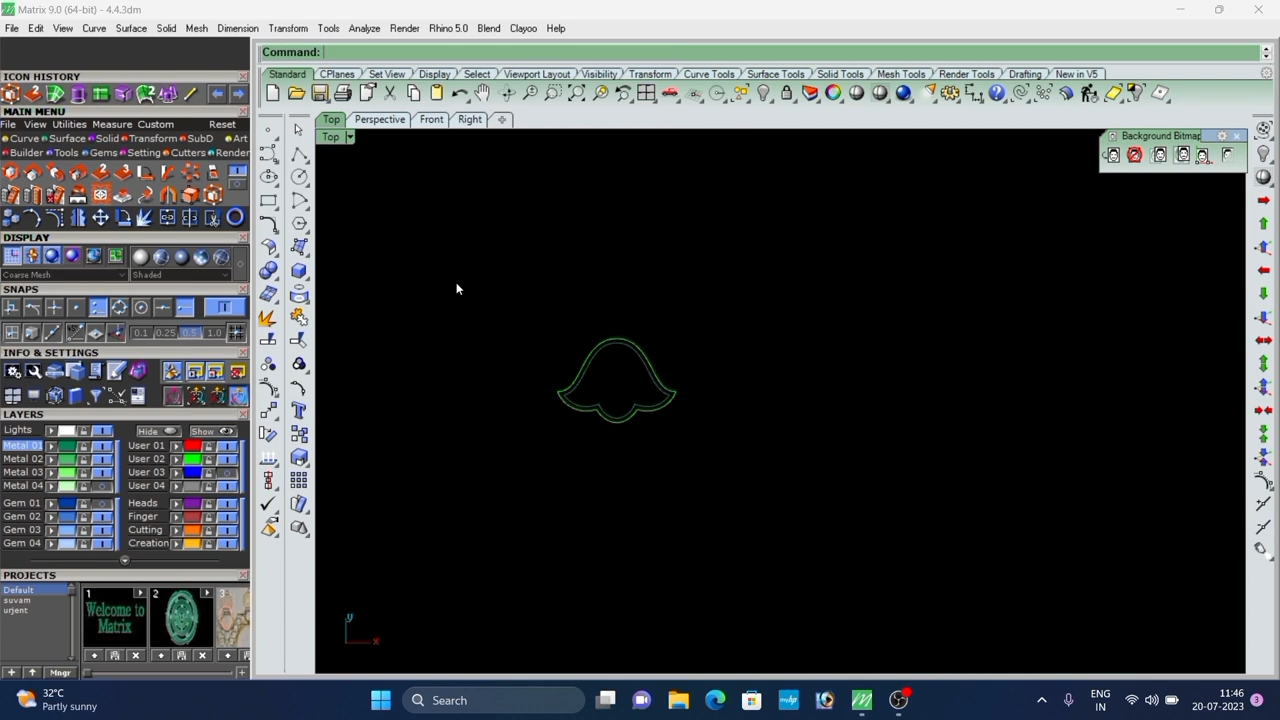 Matrix 9.0 (64-bit) - 4.4.3dm
File Edit View Curve Surface Solid Mesh Dimension Transform Tools Analyze Render Rhino 5.0 Blend Clayoo Help
Command:
ICON HISTORY
Standard CPlanes Set View Display Select Viewport Layout Visibility Transform Curve Tools Surface Tools Solid Tools Mesh Tools Render Tools Drafting New in V5
MAIN MENU
File View Utilities Measure Custom Reset
Curve Surface Solid Transform SubD Art
Builder Tools Gems Setting Cutters Render
Top Perspective Front Right
Top
Background Bitmap
DISPLAY
Coarse Mesh Shaded
SNAPS
0.1 0.25 0.5 1.0
INFO & SETTINGS
LAYERS
Lights Hide Show
Metal 01 User 01
Metal 02 User 02
Metal 03 User 03
Metal 04 User 04
Gem 01 Heads
Gem 02 Finger
Gem 03 Cutting
Gem 04 Creation
PROJECTS
Default
suvam
urjent
1 2 3
Welcome to
Matrix
Mngr
y
x
32°C
Partly sunny
Search
ENG
IN
11:46
20-07-2023
3